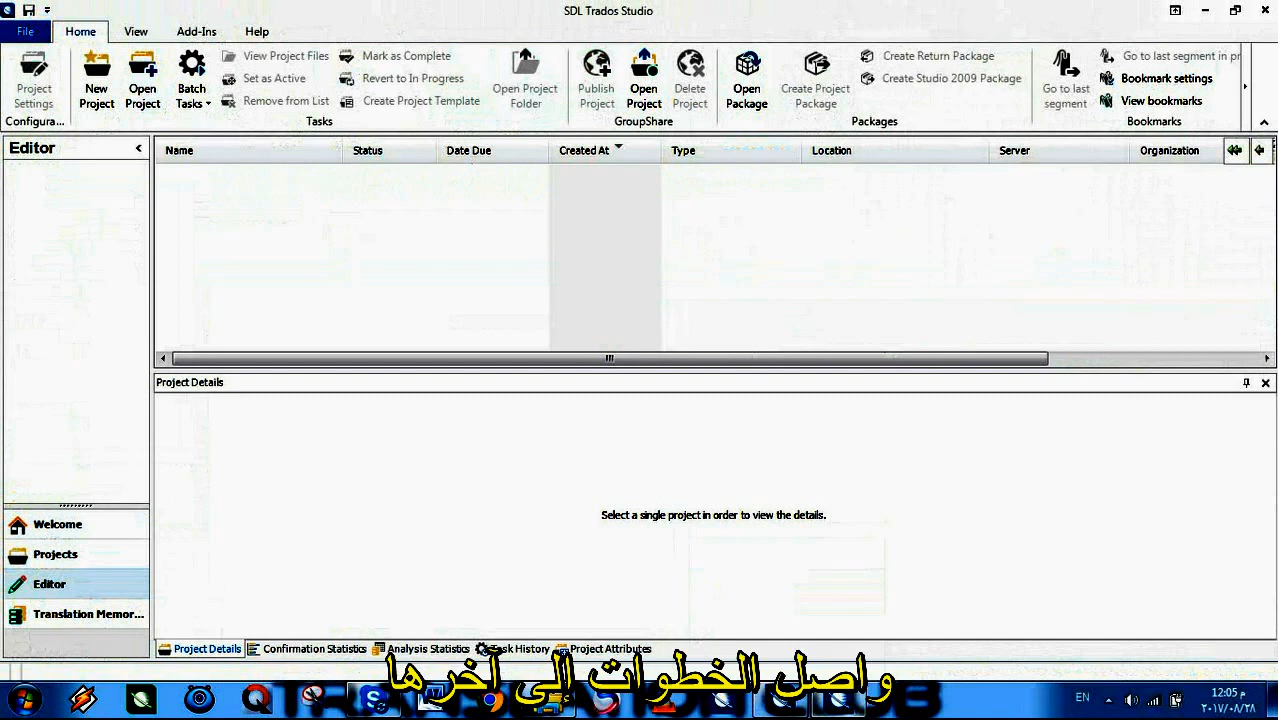 SDL Trados Studio
File Home View Add-Ins Help
Project Settings
New Project
Open Project
Batch Tasks
View Project Files
Set as Active
Remove from List
Mark as Complete
Revert to In Progress
Create Project Template
Open Project Folder
Publish Project
Open Project
Delete Project
Open Package
Create Project Package
Create Return Package
Create Studio 2009 Package
Go to last segment
Go to last segment in pr
Bookmark settings
View bookmarks
Configura... Tasks GroupShare Packages Bookmarks
Editor
Name Status Date Due Created At Type Location Server Organization
Project Details
Select a single project in order to view the details.
Welcome
Projects
Editor
Translation Memor...
Project Details Confirmation Statistics Analysis Statistics Task History Project Attributes
واصل الخطوات إلى آخرها
EN
12:05 م
٢٠١٧/٠٨/٢٨